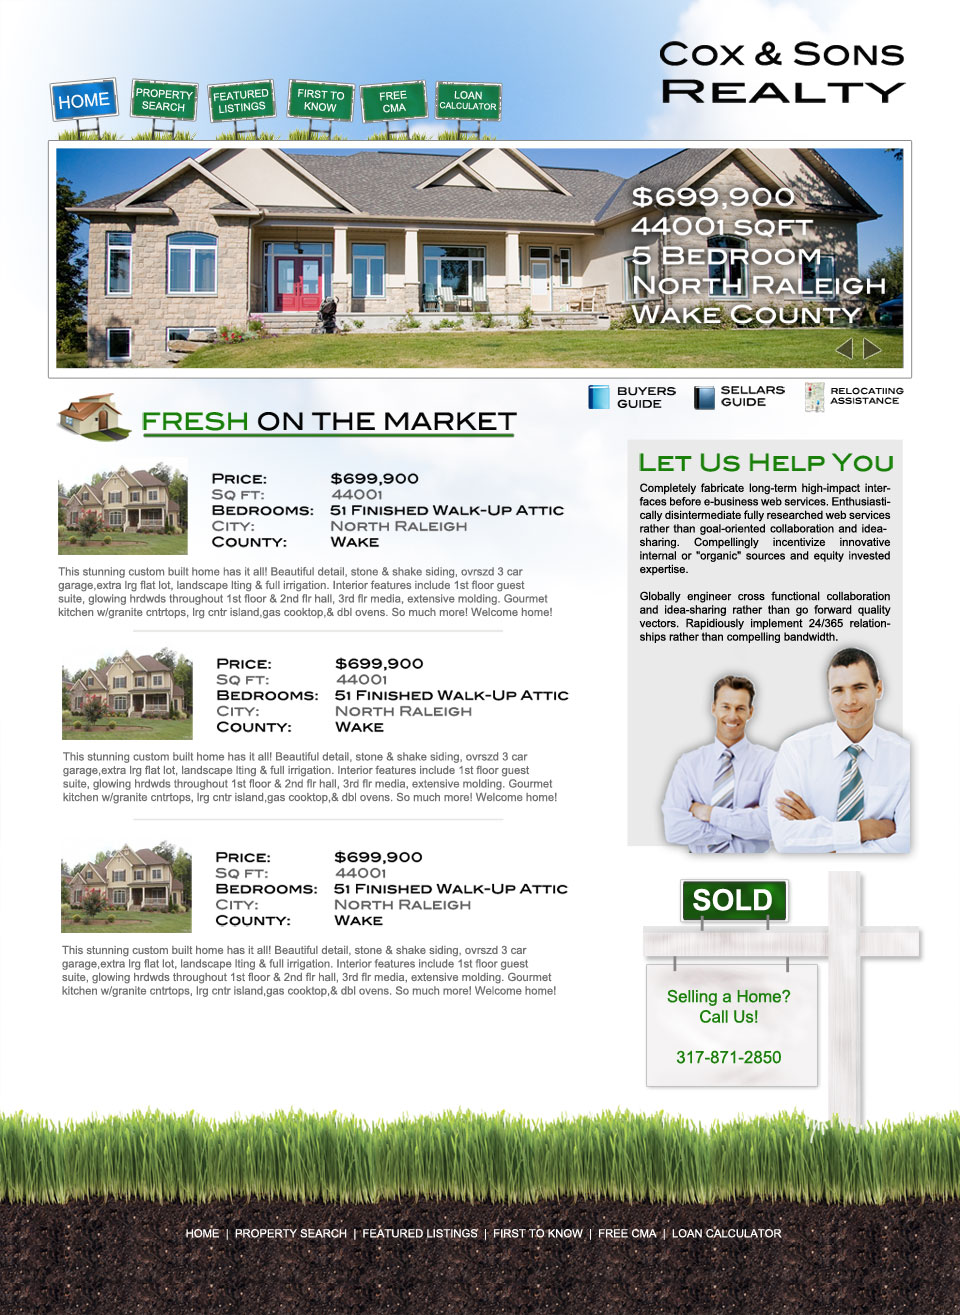 COX & SONS
REALTY
HOME
PROPERTY
SEARCH
FEATURED
LISTINGS
FIRST TO
KNOW
FREE
CMA
LOAN
CALCULATOR
$699,900
44001 SQFT
5 BEDROOM
NORTH RALEIGH
WAKE COUNTY
BUYERS
GUIDE
SELLARS
GUIDE
RELOCATIING
ASSISTANCE
FRESH ON THE MARKET
PRICE: $699,900
SQ FT: 44001
BEDROOMS: 51 FINISHED WALK-UP ATTIC
CITY: NORTH RALEIGH
COUNTY: WAKE
This stunning custom built home has it all! Beautiful detail, stone & shake siding, ovrszd 3 car
garage,extra lrg flat lot, landscape lting & full irrigation. Interior features include 1st floor guest
suite, glowing hrdwds throughout 1st floor & 2nd flr hall, 3rd flr media, extensive molding. Gourmet
kitchen w/granite cntrtops, lrg cntr island,gas cooktop,& dbl ovens. So much more! Welcome home!
PRICE: $699,900
SQ FT: 44001
BEDROOMS: 51 FINISHED WALK-UP ATTIC
CITY: NORTH RALEIGH
COUNTY: WAKE
This stunning custom built home has it all! Beautiful detail, stone & shake siding, ovrszd 3 car
garage,extra lrg flat lot, landscape lting & full irrigation. Interior features include 1st floor guest
suite, glowing hrdwds throughout 1st floor & 2nd flr hall, 3rd flr media, extensive molding. Gourmet
kitchen w/granite cntrtops, lrg cntr island,gas cooktop,& dbl ovens. So much more! Welcome home!
PRICE: $699,900
SQ FT: 44001
BEDROOMS: 51 FINISHED WALK-UP ATTIC
CITY: NORTH RALEIGH
COUNTY: WAKE
This stunning custom built home has it all! Beautiful detail, stone & shake siding, ovrszd 3 car
garage,extra lrg flat lot, landscape lting & full irrigation. Interior features include 1st floor guest
suite, glowing hrdwds throughout 1st floor & 2nd flr hall, 3rd flr media, extensive molding. Gourmet
kitchen w/granite cntrtops, lrg cntr island,gas cooktop,& dbl ovens. So much more! Welcome home!
LET US HELP YOU
Completely fabricate long-term high-impact inter-
faces before e-business web services. Enthusiasti-
cally disintermediate fully researched web services
rather than goal-oriented collaboration and idea-
sharing. Compellingly incentivize innovative
internal or "organic" sources and equity invested
expertise.
Globally engineer cross functional collaboration
and idea-sharing rather than go forward quality
vectors. Rapidiously implement 24/365 relation-
ships rather than compelling bandwidth.
SOLD
Selling a Home?
Call Us!
317-871-2850
HOME | PROPERTY SEARCH | FEATURED LISTINGS | FIRST TO KNOW | FREE CMA | LOAN CALCULATOR